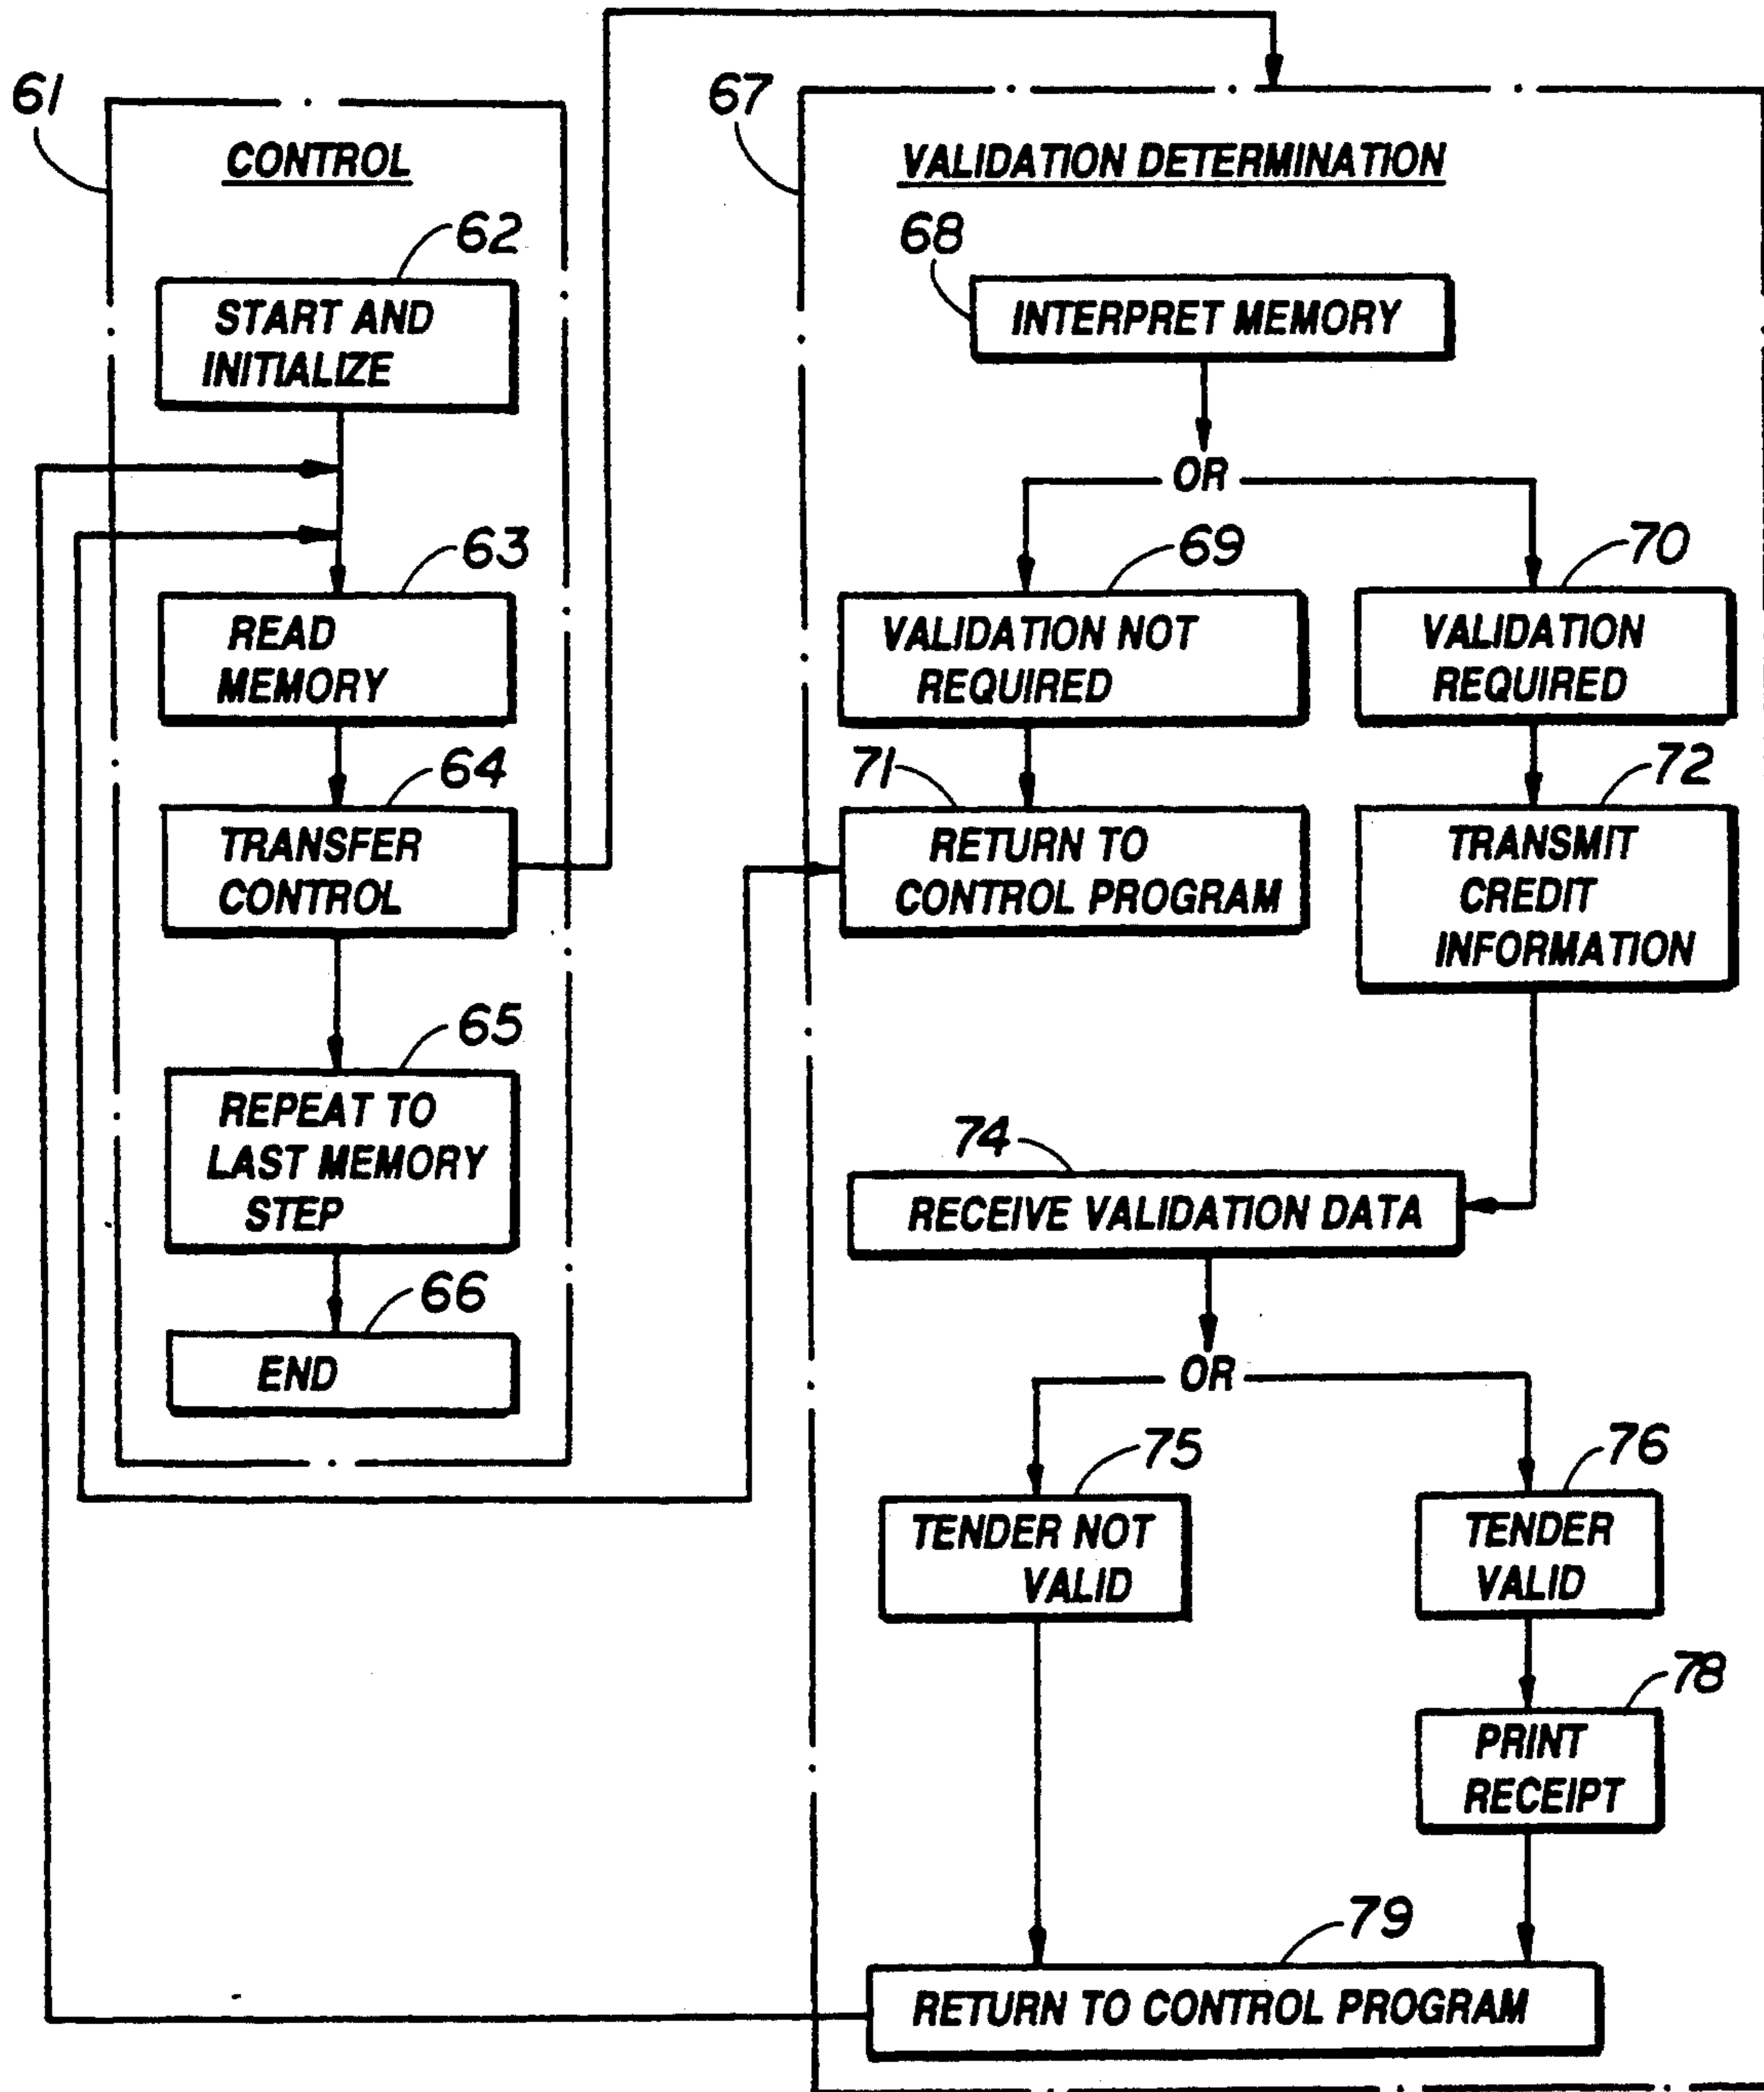 61
CONTROL
62
START AND
INITIALIZE
63
READ
MEMORY
64
TRANSFER
CONTROL
65
REPEAT TO
LAST MEMORY
STEP
66
END
67
VALIDATION DETERMINATION
68
INTERPRET MEMORY
OR
69
VALIDATION NOT
REQUIRED
70
VALIDATION
REQUIRED
71
RETURN TO
CONTROL PROGRAM
72
TRANSMIT
CREDIT
INFORMATION
74
RECEIVE VALIDATION DATA
OR
75
TENDER NOT
VALID
76
TENDER
VALID
78
PRINT
RECEIPT
79
RETURN TO CONTROL PROGRAM